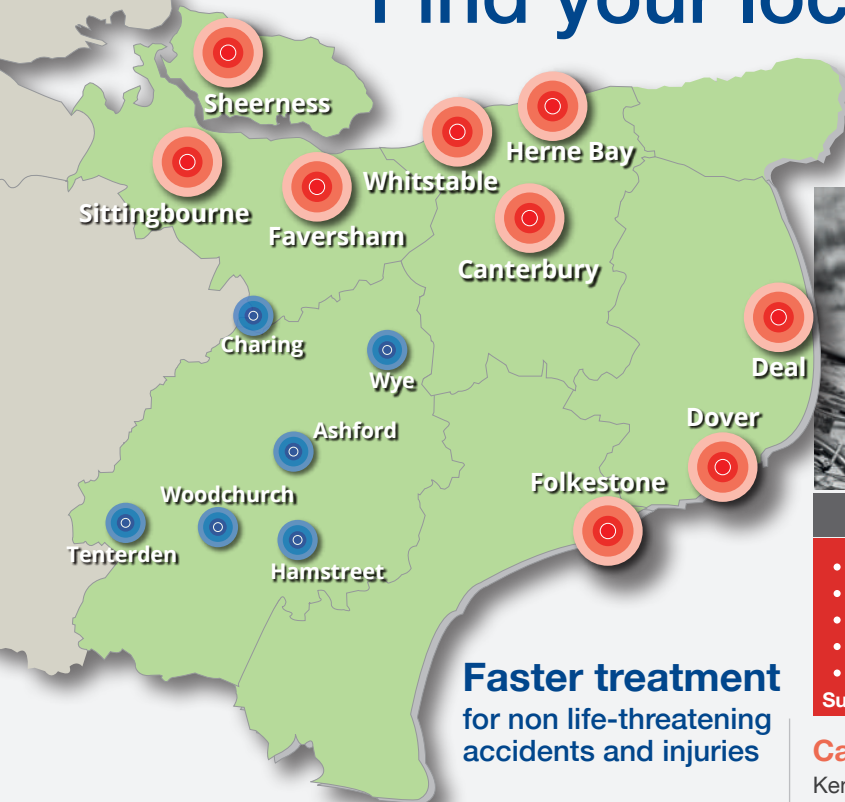 Find your loc
Sheerness
Herne Bay
Whitstable
Sittingbourne
Faversham
Canterbury
Charing
Wye
Deal
Dover
Ashford
Folkestone
Woodchurch
Tenterden
Hamstreet
Faster treatment
for non life-threatening
accidents and injuries
Su
Ca
Ker